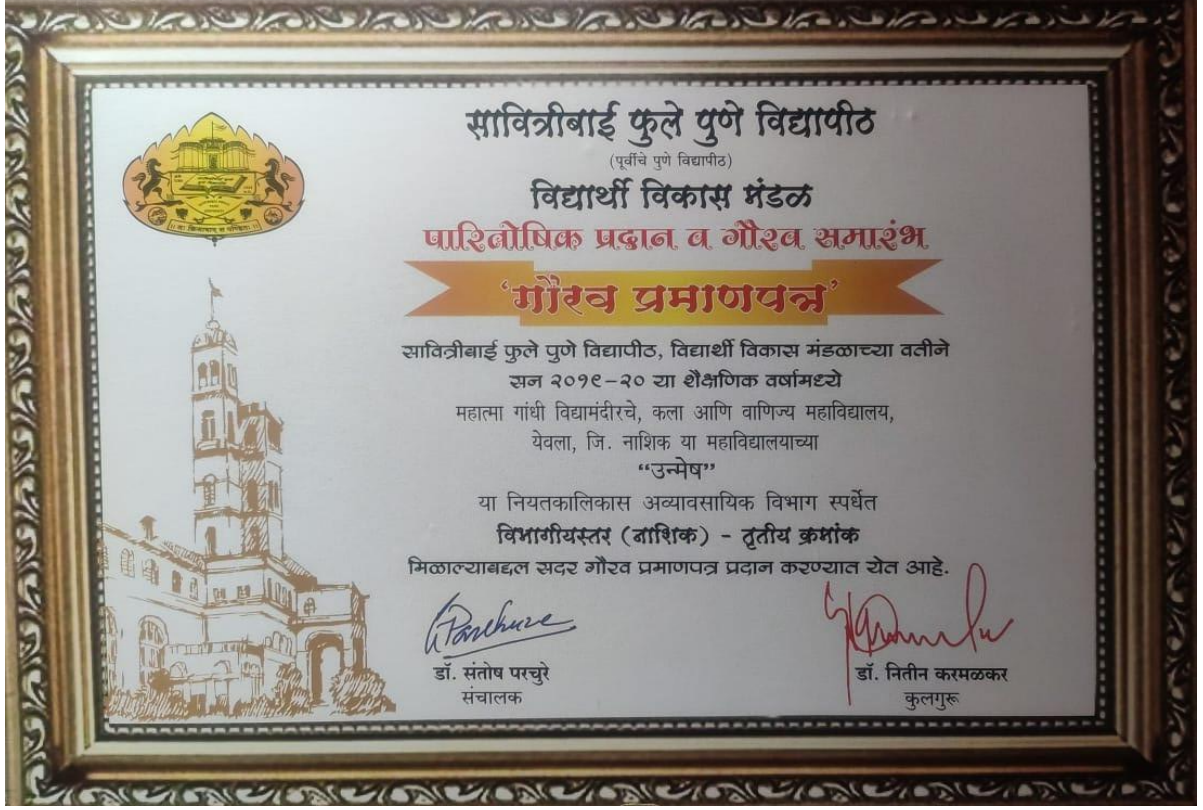 सावित्रीबाई फुले पुणे विद्यापीठ
(पूर्वीचे पुणे विद्यापीठ)
विद्यार्थी विकास मंडळ
पारितोषिक प्रदान व गौरव समारंभ
‘गौरव प्रमाणपत्र’
सावित्रीबाई फुले पुणे विद्यापीठ, विद्यार्थी विकास मंडळाच्या वतीने
सन २०१९–२० या शैक्षणिक वर्षामध्ये
महात्मा गांधी विद्यामंदीरचे, कला आणि वाणिज्य महाविद्यालय,
येवला, जि. नाशिक या महाविद्यालयाच्या
“उन्मेष”
या नियतकालिकास अव्यावसायिक विभाग स्पर्धेत
विभागीयस्तर (नाशिक) – तृतीय क्रमांक
मिळाल्याबद्दल सदर गौरव प्रमाणपत्र प्रदान करण्यात येत आहे.
डॉ. संतोष परचुरे
संचालक
डॉ. नितीन करमळकर
कुलगुरू